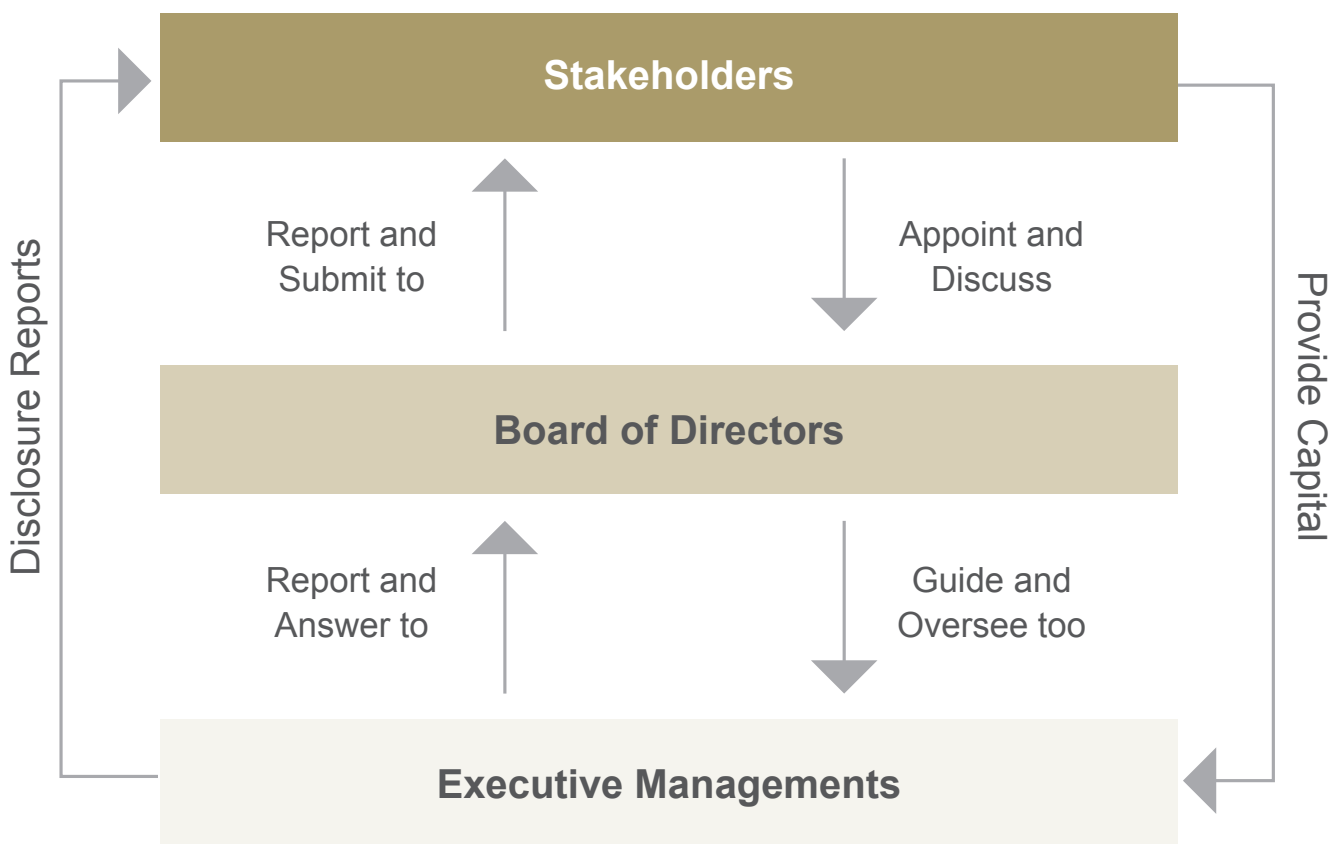 Stakeholders
Report and
Submit to
Appoint and
Discuss
Disclosure Reports
Provide Capital
Board of Directors
Report and
Answer to
Guide and
Oversee too
Executive Managements